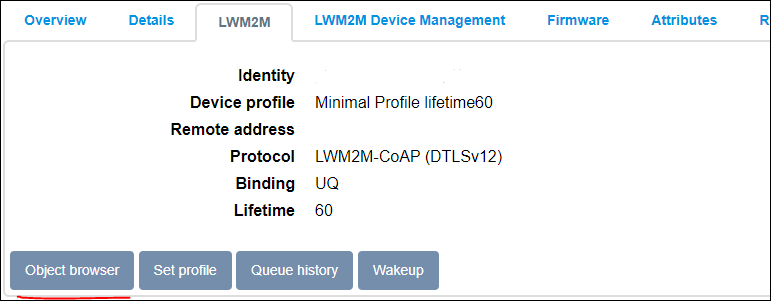 Overview Details LWM2M LWM2M Device Management Firmware Attributes R
Identity
Device profile Minimal Profile lifetime60
Remote address
Protocol LWM2M-CoAP (DTLSv12)
Binding UQ
Lifetime 60
Object browser Set profile Queue history Wakeup